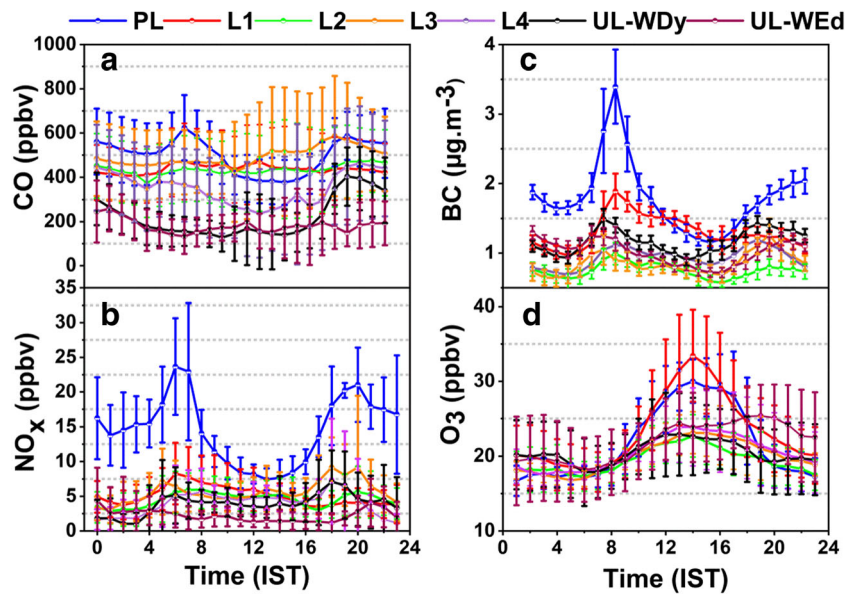 PL L1 L2 L3 L4 UL-WDy UL-WEd
a
CO (ppbv)
1000
800
600
400
200
0
c
BC (µg.m-3)
4
3
2
1
b
NOX (ppbv)
35
30
25
20
15
10
5
0
0 4 8 12 16 20 24
Time (IST)
d
O3 (ppbv)
40
30
20
10
0 4 8 12 16 20 24
Time (IST)